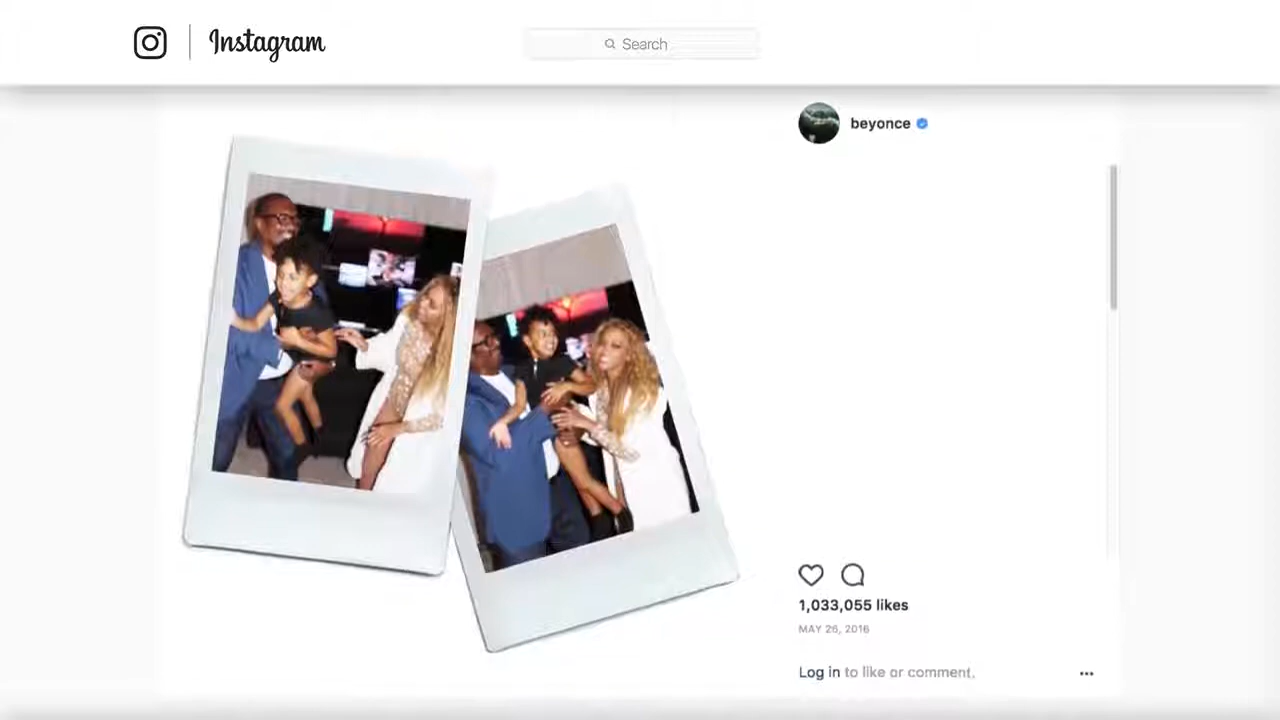 Instagram
Search
beyonce
1,033,055 likes
MAY 26, 2016
Log in to like or comment.